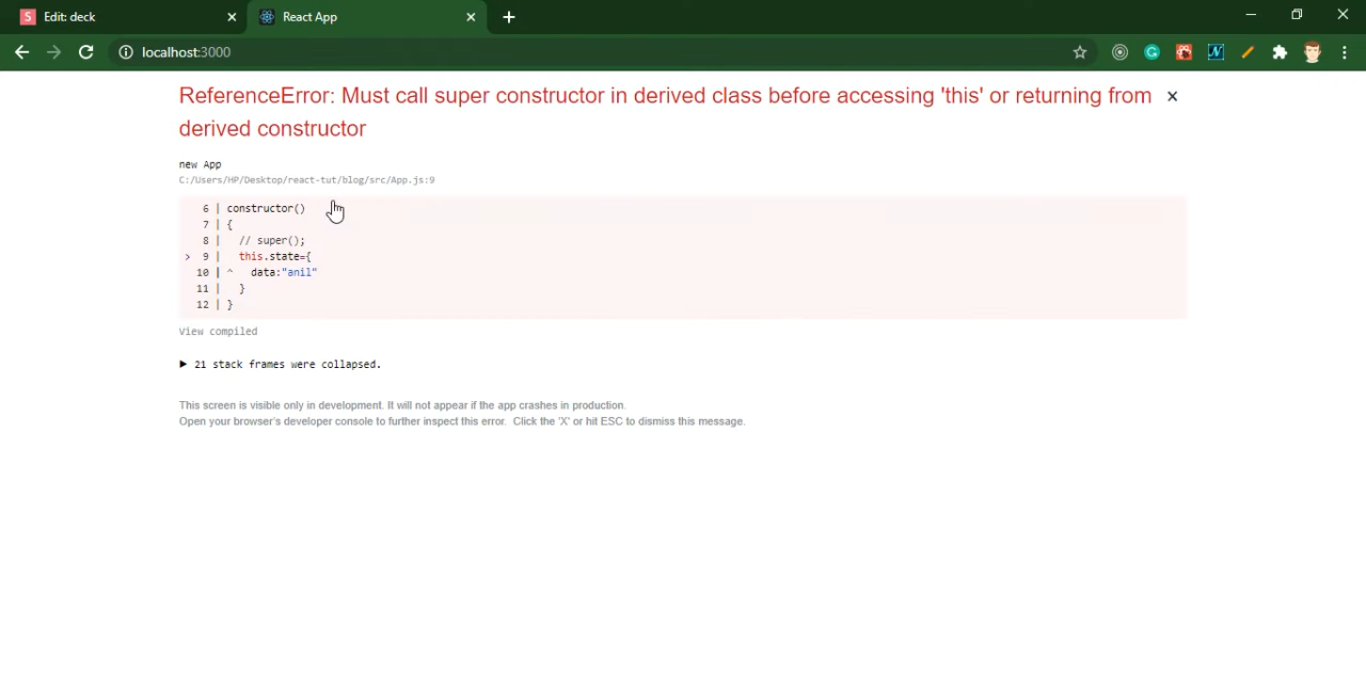 Edit: deck
React App
localhost:3000
ReferenceError: Must call super constructor in derived class before accessing 'this' or returning from
derived constructor
new App
C:/Users/HP/Desktop/react-tut/blog/src/App.js:9
6 | constructor()
7 | {
8 |   // super();
> 9 |   this.state={
10 | ^   data:"anil"
11 |   }
12 | }
View compiled
▶ 21 stack frames were collapsed.
This screen is visible only in development. It will not appear if the app crashes in production.
Open your browser's developer console to further inspect this error. Click the 'X' or hit ESC to dismiss this message.